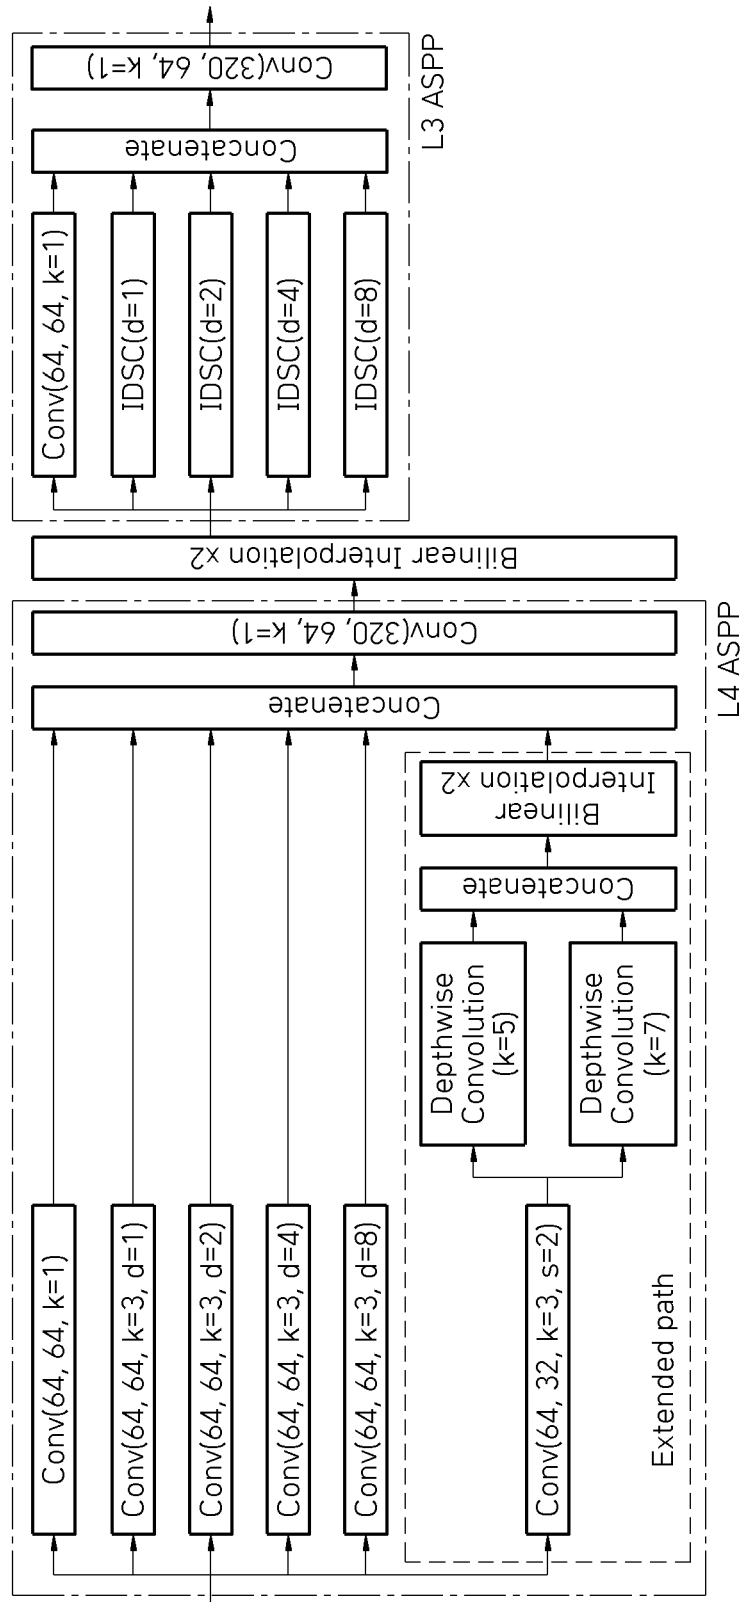 Conv(64, 64, k=1)
Conv(64, 64, k=3, d=1)
Conv(64, 64, k=3, d=2)
Conv(64, 64, k=3, d=4)
Conv(64, 64, k=3, d=8)
Conv(64, 32, k=3, s=2)
Depthwise
Convolution
(k=5)
Depthwise
Convolution
(k=7)
Concatenate
Bilinear
Interpolation x2
Extended path
Concatenate
Conv(320, 64, k=1)
L4 ASPP
Bilinear Interpolation x2
Conv(64, 64, k=1)
IDSC(d=1)
IDSC(d=2)
IDSC(d=4)
IDSC(d=8)
Concatenate
Conv(320, 64, k=1)
L3 ASPP